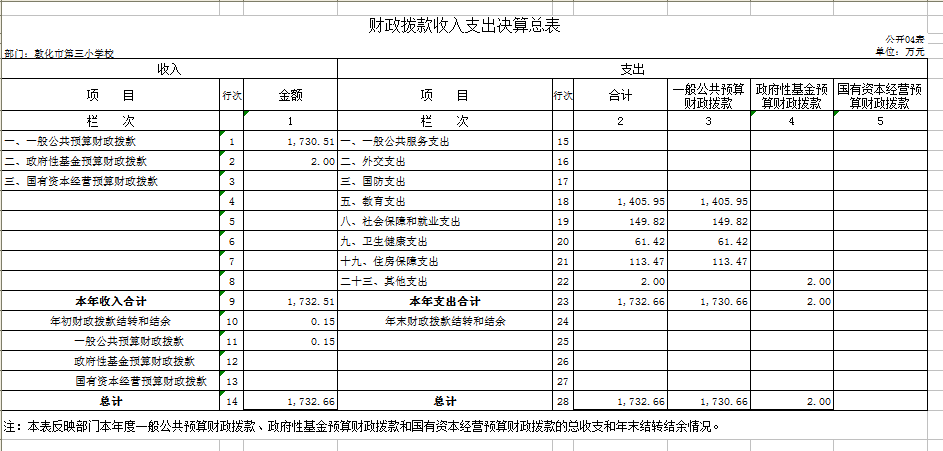 财政拨款收入支出决算总表
公开04表
部门：敦化市第三小学校 单位：万元
收入 支出
项 目 行次 金额 项 目 行次 合计 一般公共预算财政拨款 政府性基金预算财政拨款 国有资本经营预算财政拨款
栏 次 1 栏 次 2 3 4 5
一、一般公共预算财政拨款 1 1,730.51 一、一般公共服务支出 15
二、政府性基金预算财政拨款 2 2.00 二、外交支出 16
三、国有资本经营预算财政拨款 3 三、国防支出 17
4 五、教育支出 18 1,405.95 1,405.95
5 八、社会保障和就业支出 19 149.82 149.82
6 九、卫生健康支出 20 61.42 61.42
7 十九、住房保障支出 21 113.47 113.47
8 二十三、其他支出 22 2.00 2.00
本年收入合计 9 1,732.51 本年支出合计 23 1,732.66 1,730.66 2.00
年初财政拨款结转和结余 10 0.15 年末财政拨款结转和结余 24
一般公共预算财政拨款 11 0.15 25
政府性基金预算财政拨款 12 26
国有资本经营预算财政拨款 13 27
总计 14 1,732.66 总计 28 1,732.66 1,730.66 2.00
注：本表反映部门本年度一般公共预算财政拨款、政府性基金预算财政拨款和国有资本经营预算财政拨款的总收支和年末结转结余情况。